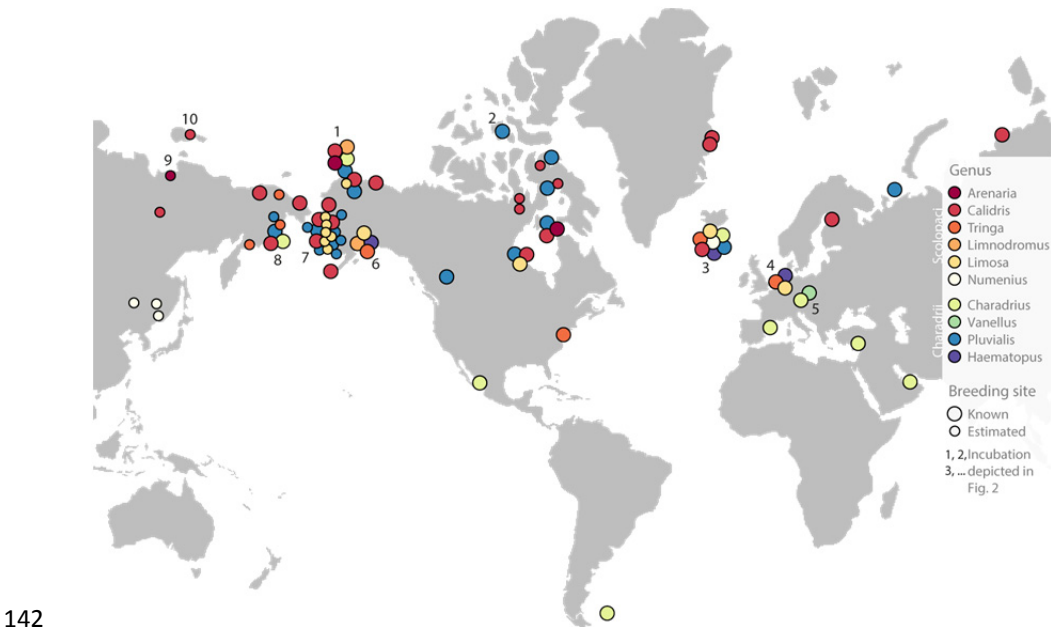 10
1
2
9
8
7
6
3
4
5
Genus
Scolopaci
Arenaria
Calidris
Tringa
Limnodromus
Limosa
Numenius
Charadrii
Charadrius
Vanellus
Pluvialis
Haematopus
Breeding site
Known
Estimated
1, 2, Incubation
3, ... depicted in
Fig. 2
142